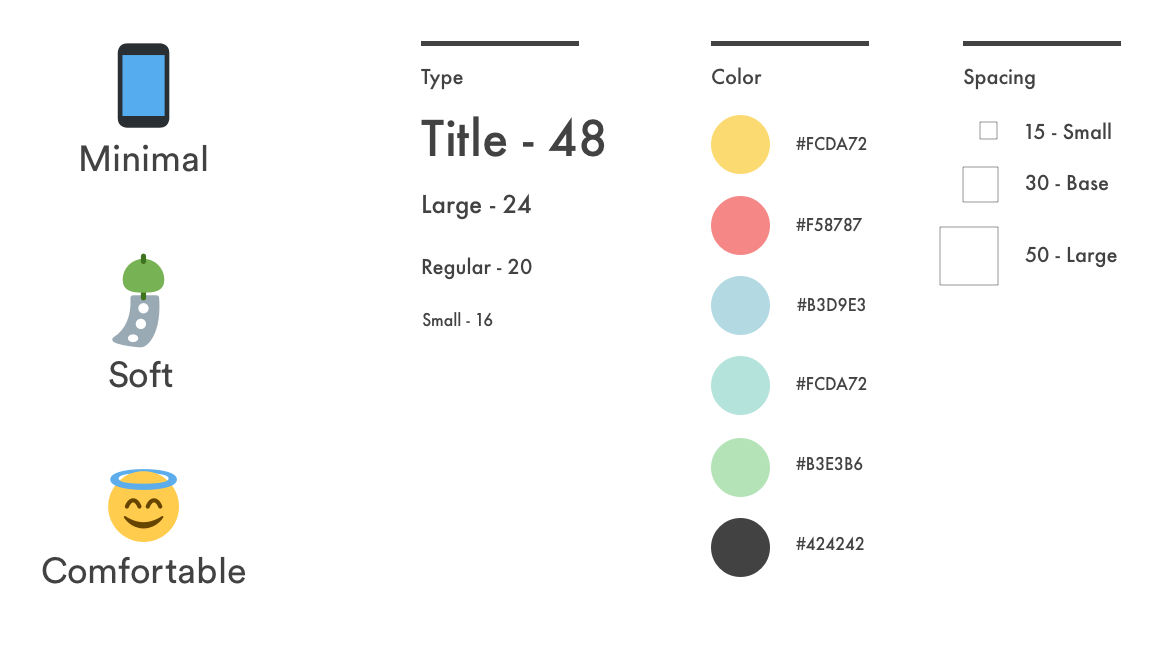 Minimal
Soft
Comfortable
Type
Title - 48
Large - 24
Regular - 20
Small - 16
Color
#FCDA72
#F58787
#B3D9E3
#FCDA72
#B3E3B6
#424242
Spacing
15 - Small
30 - Base
50 - Large